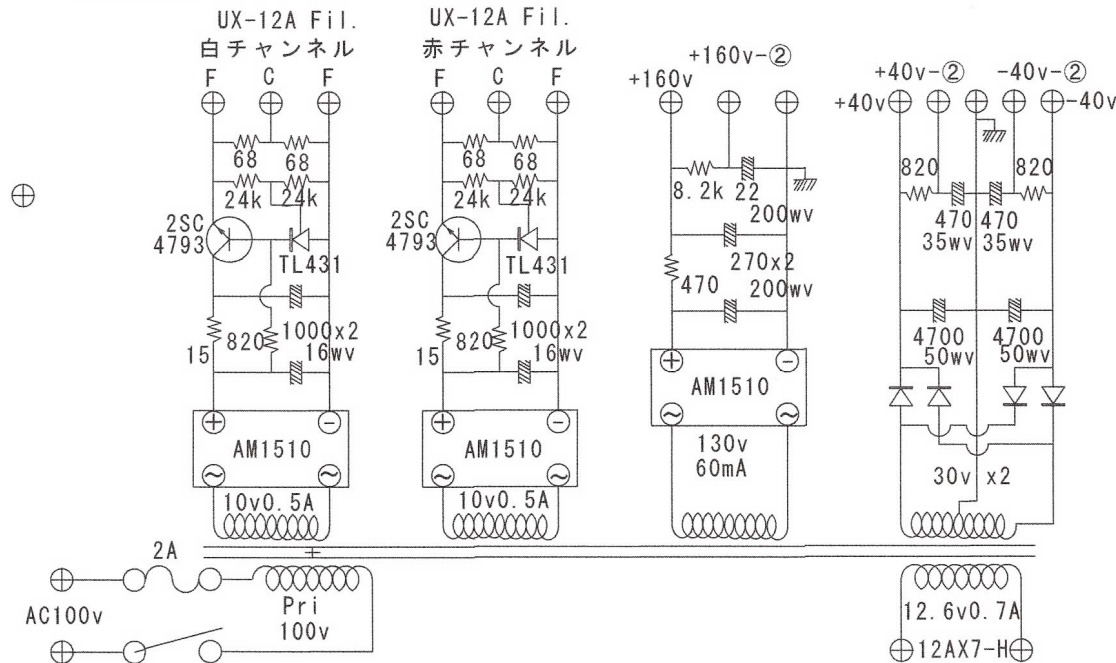 UX-12A Fil.
白チャンネル
F C F
68 68
24k 24k
2SC
4793
TL431
15 820 1000x2
16wv
+ -
AM1510
~ ~
10v0.5A
UX-12A Fil.
赤チャンネル
F C F
68 68
24k 24k
2SC
4793
TL431
15 820 1000x2
16wv
+ -
AM1510
~ ~
10v0.5A
+160v +160v-②
8.2k 22
200wv
470 270x2
200wv
+ -
AM1510
~ ~
130v
60mA
+40v-② -40v-②
+40v -40v
820 820
470 470
35wv 35wv
4700 4700
50wv 50wv
30v x2
2A
+
AC100v
Pri
100v
12.6v0.7A
12AX7-H